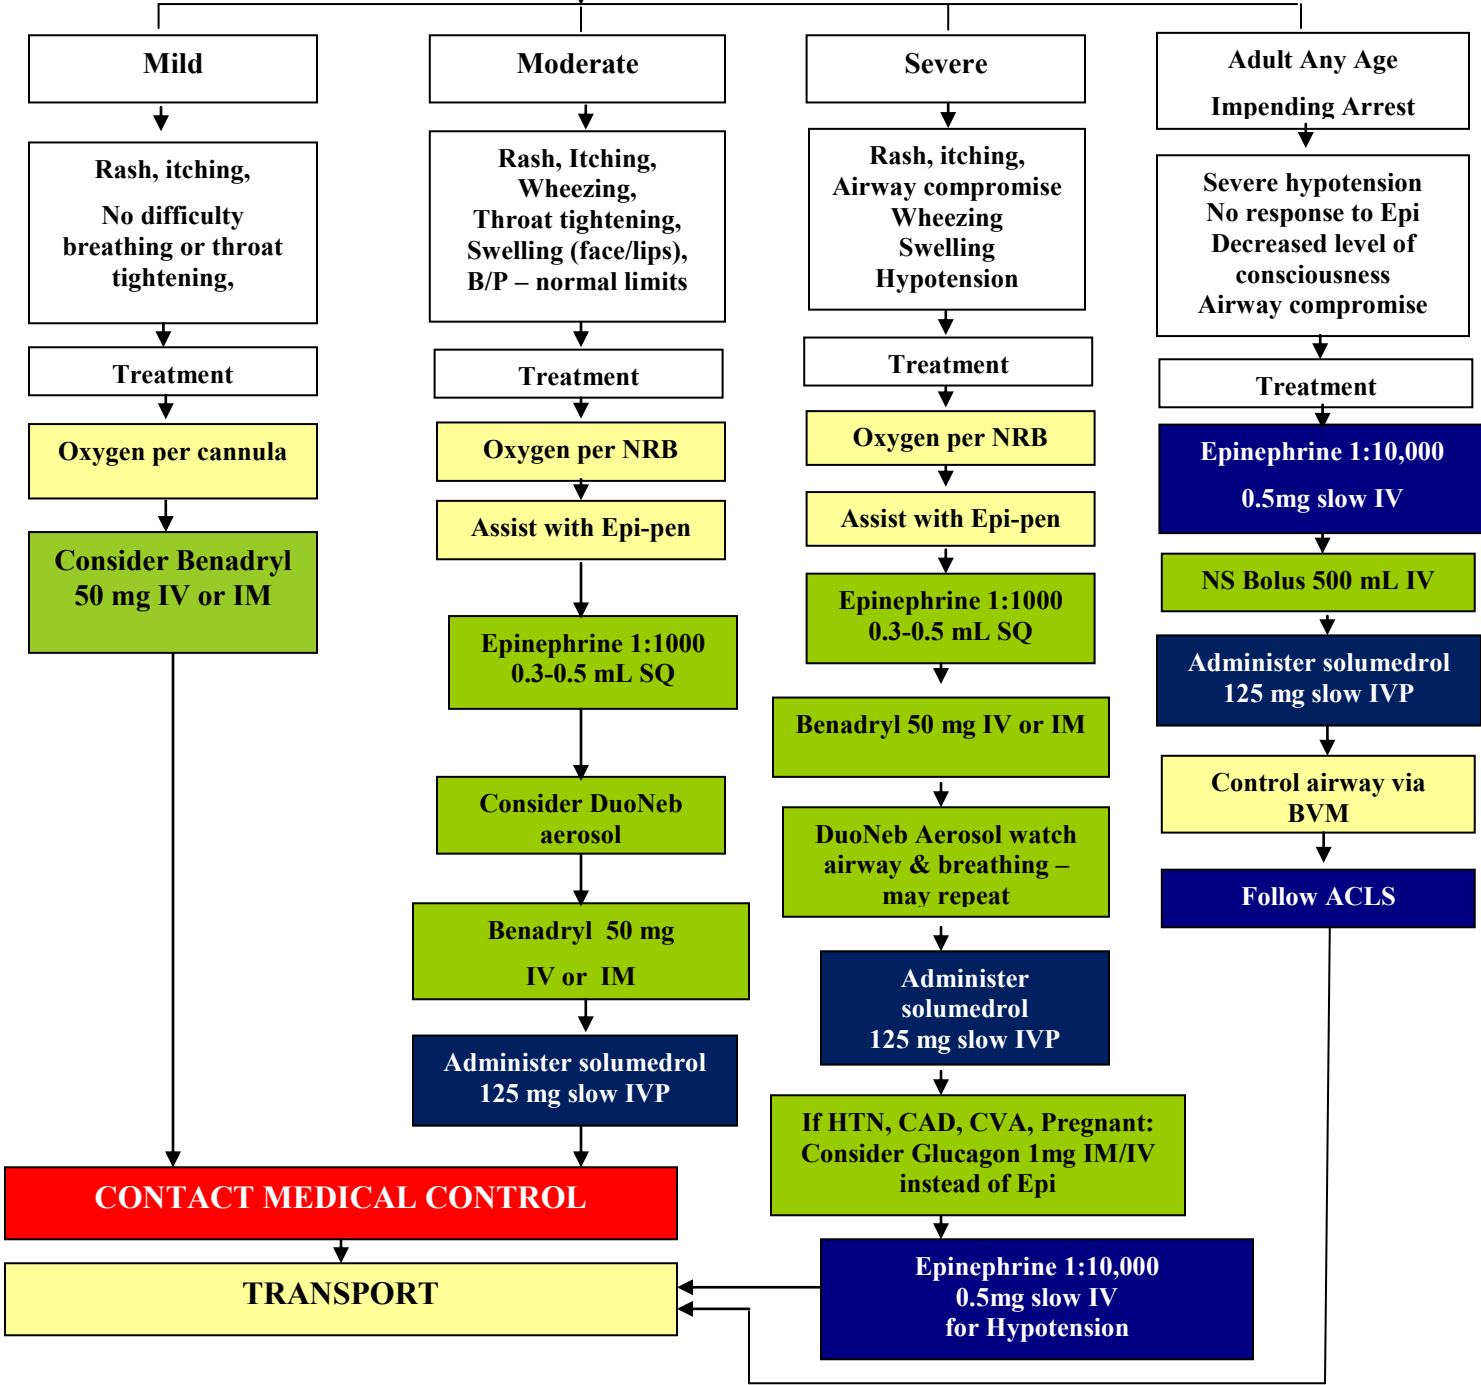 Mild
Rash, itching,
No difficulty
breathing or throat
tightening,
Treatment
Oxygen per cannula
Consider Benadryl
50 mg IV or IM
Moderate
Rash, Itching,
Wheezing,
Throat tightening,
Swelling (face/lips),
B/P – normal limits
Treatment
Oxygen per NRB
Assist with Epi-pen
Epinephrine 1:1000
0.3-0.5 mL SQ
Consider DuoNeb
aerosol
Benadryl 50 mg
IV or IM
Administer solumedrol
125 mg slow IVP
Severe
Rash, itching,
Airway compromise
Wheezing
Swelling
Hypotension
Treatment
Oxygen per NRB
Assist with Epi-pen
Epinephrine 1:1000
0.3-0.5 mL SQ
Benadryl 50 mg IV or IM
DuoNeb Aerosol watch
airway & breathing –
may repeat
Administer
solumedrol
125 mg slow IVP
If HTN, CAD, CVA, Pregnant:
Consider Glucagon 1mg IM/IV
instead of Epi
Epinephrine 1:10,000
0.5mg slow IV
for Hypotension
Adult Any Age
Impending Arrest
Severe hypotension
No response to Epi
Decreased level of
consciousness
Airway compromise
Treatment
Epinephrine 1:10,000
0.5mg slow IV
NS Bolus 500 mL IV
Administer solumedrol
125 mg slow IVP
Control airway via
BVM
Follow ACLS
CONTACT MEDICAL CONTROL
TRANSPORT